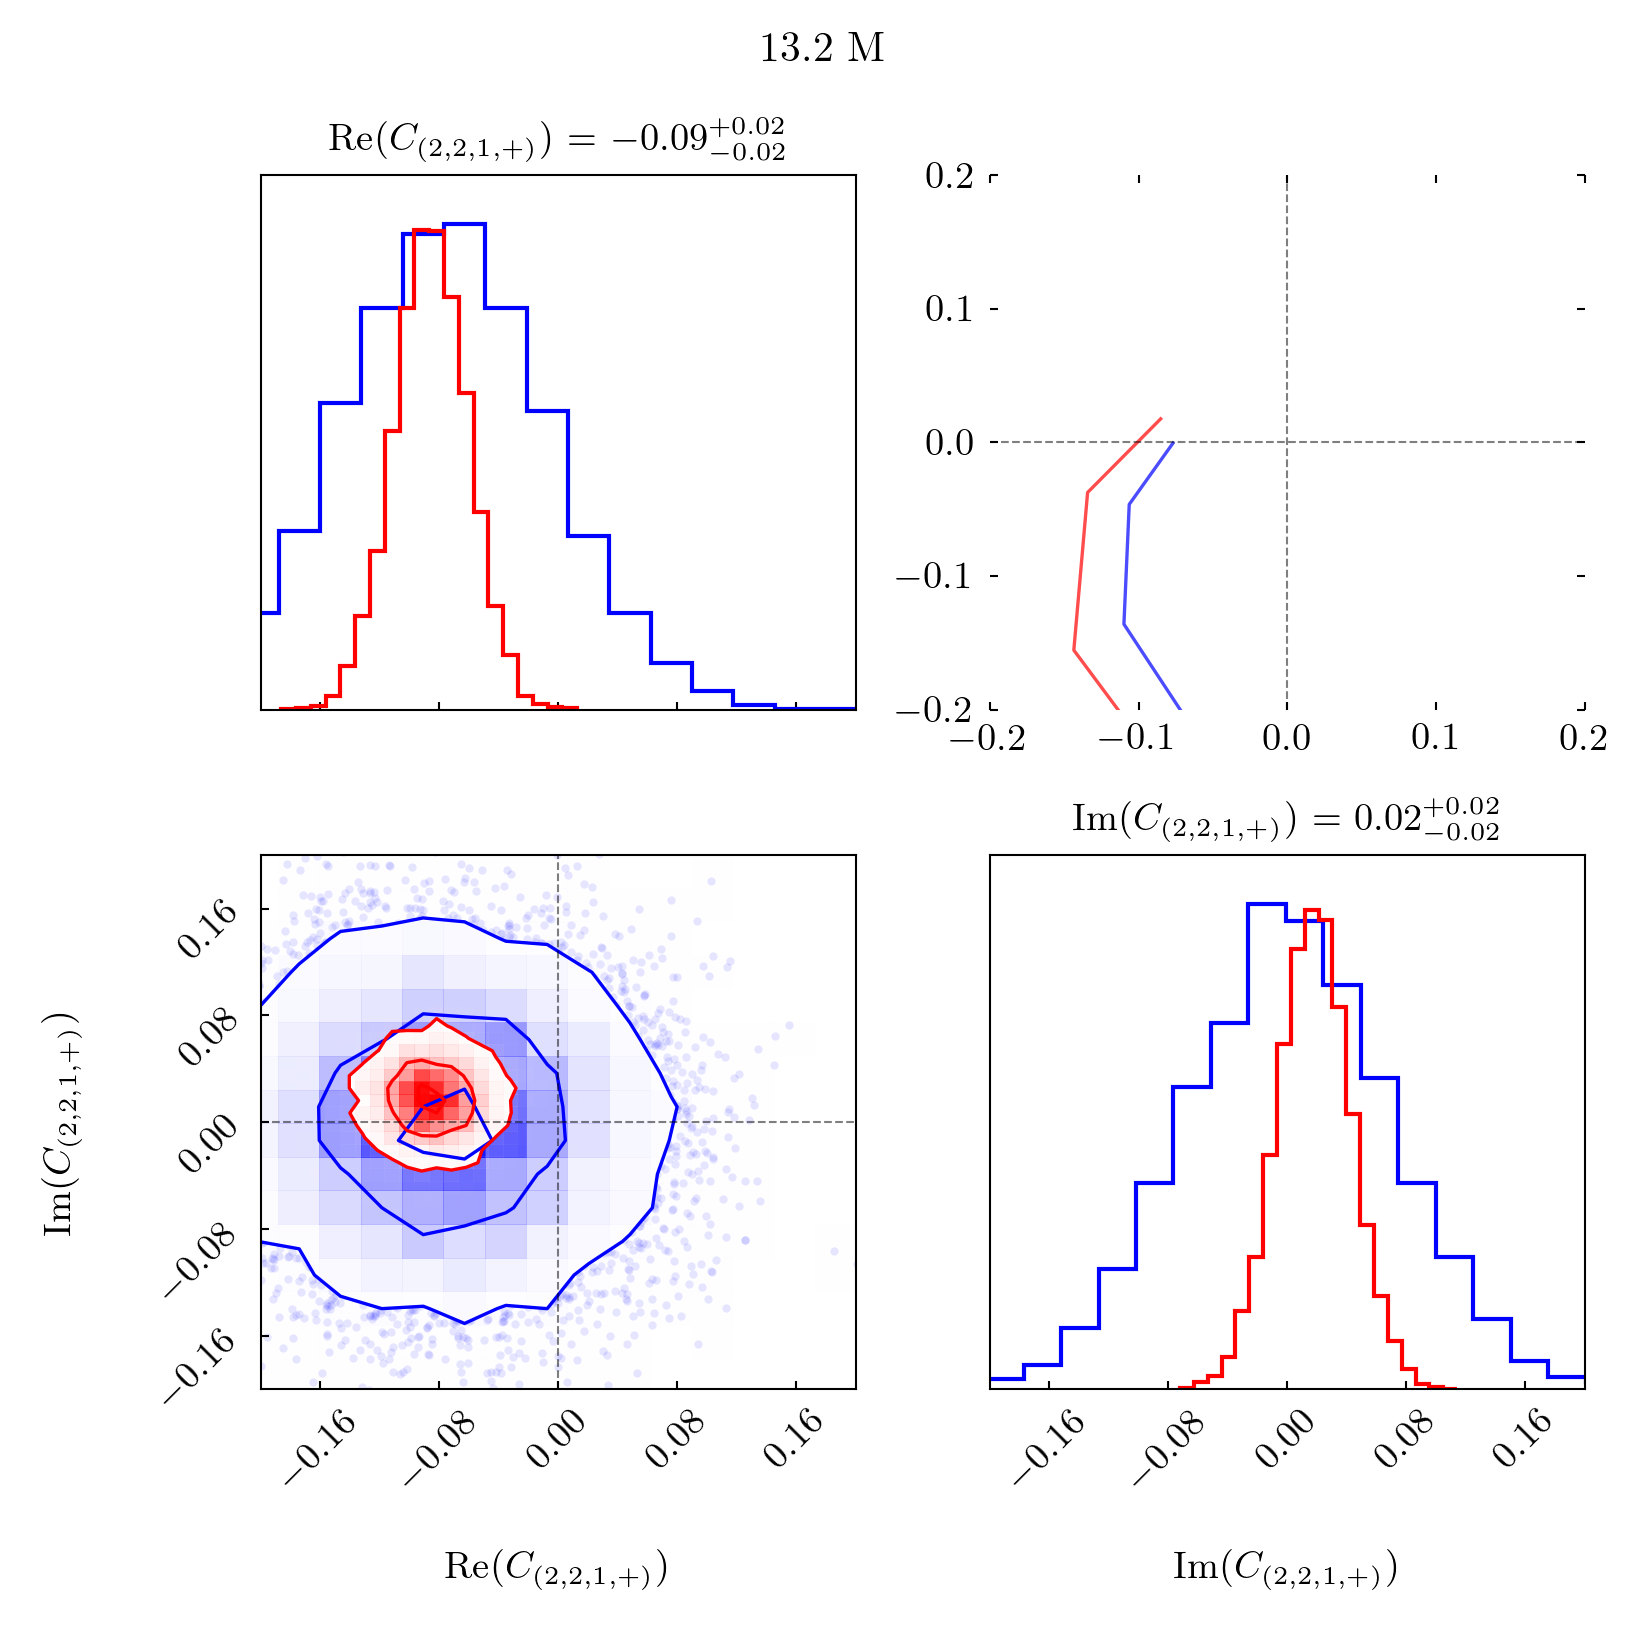 13.2 M
Re(C_{(2,2,1,+)}) = −0.09^{+0.02}_{−0.02}
0.2
0.1
0.0
−0.1
−0.2
−0.2 −0.1 0.0 0.1 0.2
Im(C_{(2,2,1,+)}) = 0.02^{+0.02}_{−0.02}
Im(C_{(2,2,1,+)})
0.16
0.08
0.00
−0.08
−0.16
−0.16 −0.08 0.00 0.08 0.16
−0.16 −0.08 0.00 0.08 0.16
Re(C_{(2,2,1,+)})
Im(C_{(2,2,1,+)})